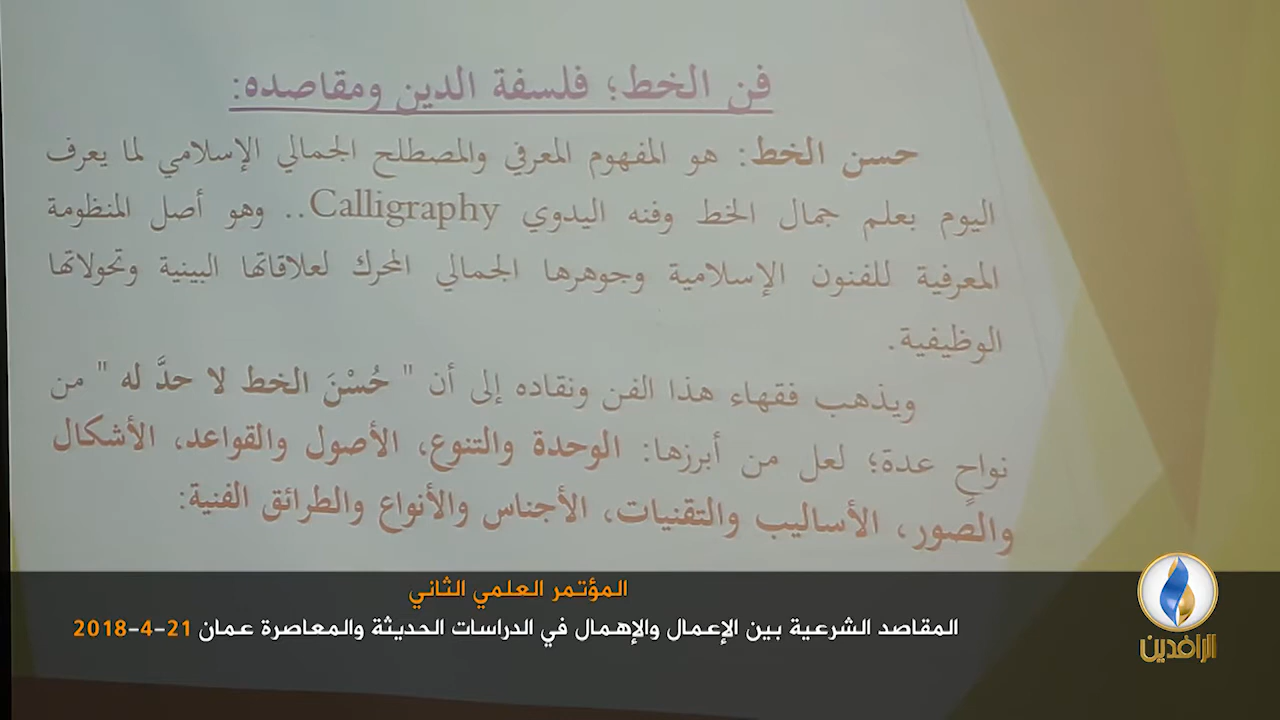 فن الخط؛ فلسفة الدين ومقاصده:
حسن الخط: هو المفهوم المعرفي والمصطلح الجمالي الإسلامي لما يعرف
اليوم بعلم جمال الخط وفنه اليدوي Calligraphy.. وهو أصل المنظومة
المعرفية للفنون الإسلامية وجوهرها الجمالي المحرك لعلاقاتها البينية وتحولاتها
الوظيفية.
ويذهب فقهاء هذا الفن ونقاده إلى أن " حُسْنَ الخط لا حدَّ له " من
نواحٍ عدة؛ لعل من أبرزها: الوحدة والتنوع، الأصول والقواعد، الأشكال
والصور، الأساليب والتقنيات، الأجناس والأنواع والطرائق الفنية:
المؤتمر العلمي الثاني
المقاصد الشرعية بين الإعمال والإهمال في الدراسات الحديثة والمعاصرة عمان 21-4-2018
الرافدين